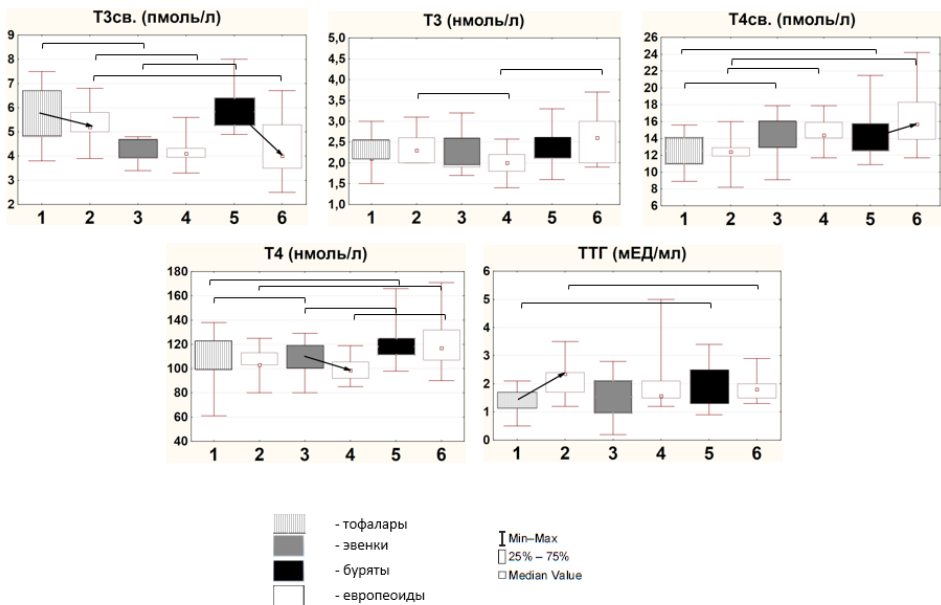 Т3св. (пмоль/л)
9
8
7
6
5
4
3
2
1 2 3 4 5 6
Т3 (нмоль/л)
5,0
4,5
4,0
3,5
3,0
2,5
2,0
1,5
1,0
1 2 3 4 5 6
Т4св. (пмоль/л)
26
24
22
20
18
16
14
12
10
8
6
1 2 3 4 5 6
Т4 (нмоль/л)
180
160
140
120
100
80
60
40
1 2 3 4 5 6
ТТГ (мЕД/мл)
6
5
4
3
2
1
0
1 2 3 4 5 6
- тофалары
- эвенки
- буряты
- европеоиды
Min–Max
25% – 75%
Median Value